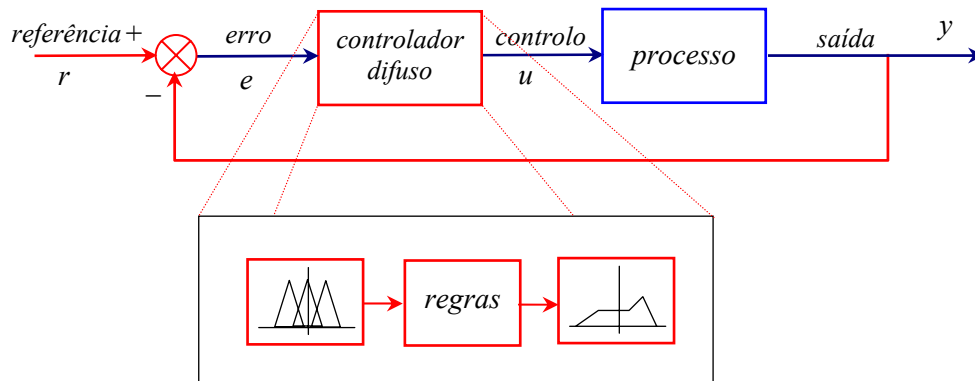 referência +
r
−
erro
e
controlador
difuso
controlo
u
processo
saída
y
regras